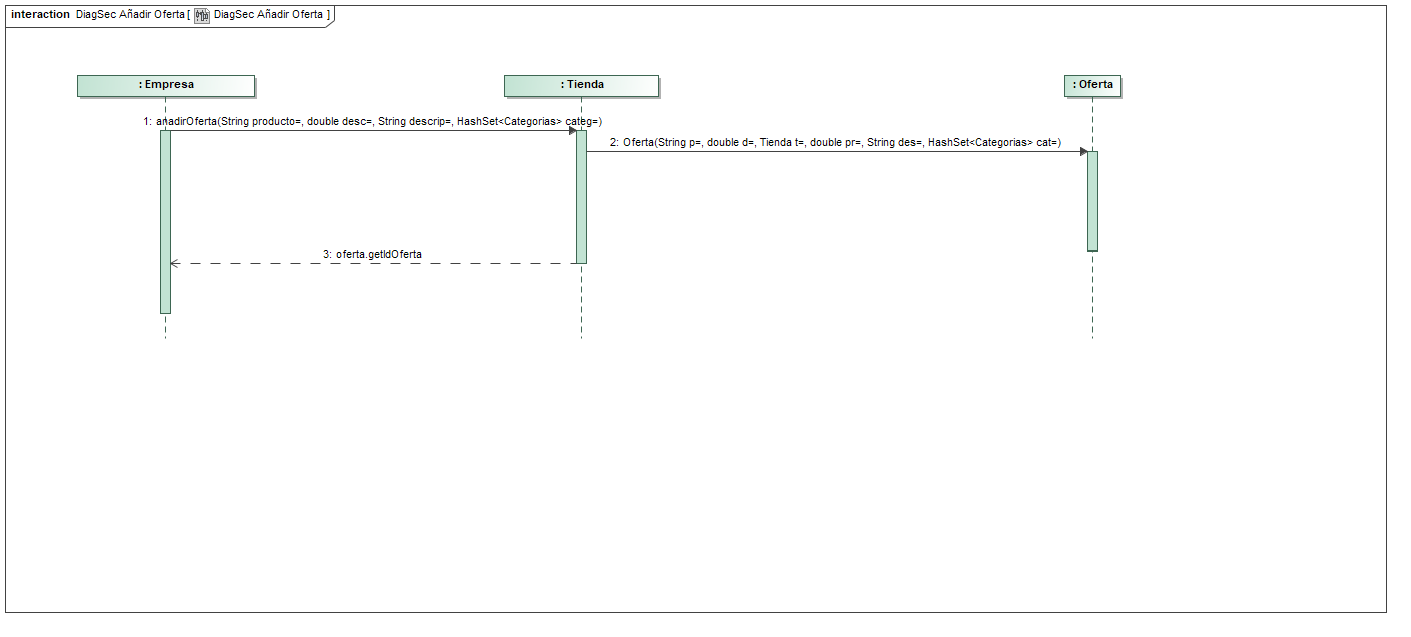 interaction DiagSec Añadir Oferta [ DiagSec Añadir Oferta ]
: Empresa
: Tienda
: Oferta
1: añadirOferta(String producto=, double desc=, String descrip=, HashSet<Categorias> categ=)
2: Oferta(String p=, double d=, Tienda t=, double pr=, String des=, HashSet<Categorias> cat=)
3: oferta.getIdOferta